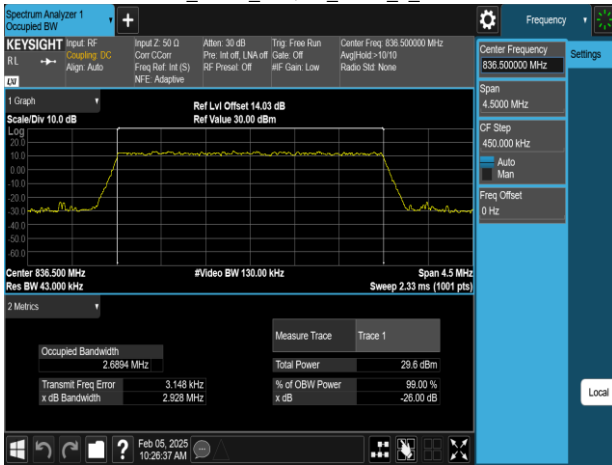 Spectrum Analyzer 1
Occupied BW
Frequency
KEYSIGHT
R L
LXI
Input: RF
Coupling: DC
Align: Auto
Input Z: 50 Ω
Corr CCorr
Freq Ref: Int (S)
NFE: Adaptive
Atten: 30 dB
Pre: Int off, LNA off
RF Presel: Off
Trig: Free Run
Gate: Off
#IF Gain: Low
Center Freq: 836.500000 MHz
Avg|Hold:>10/10
Radio Std: None
Center Frequency
836.500000 MHz
Settings
Span
4.5000 MHz
CF Step
450.000 kHz
Auto
Man
Freq Offset
0 Hz
Local
1 Graph
Scale/Div 10.0 dB
Ref Lvl Offset 14.03 dB
Ref Value 30.00 dBm
Log
20.0
10.0
0.00
-10.0
-20.0
-30.0
-40.0
-50.0
-60.0
Center 836.500 MHz
Res BW 43.000 kHz
#Video BW 130.00 kHz
Span 4.5 MHz
Sweep 2.33 ms (1001 pts)
2 Metrics
Measure Trace Trace 1
Occupied Bandwidth
2.6894 MHz
Total Power 29.6 dBm
Transmit Freq Error 3.148 kHz
x dB Bandwidth 2.928 MHz
% of OBW Power 99.00 %
x dB -26.00 dB
?
Feb 05, 2025
10:26:37 AM